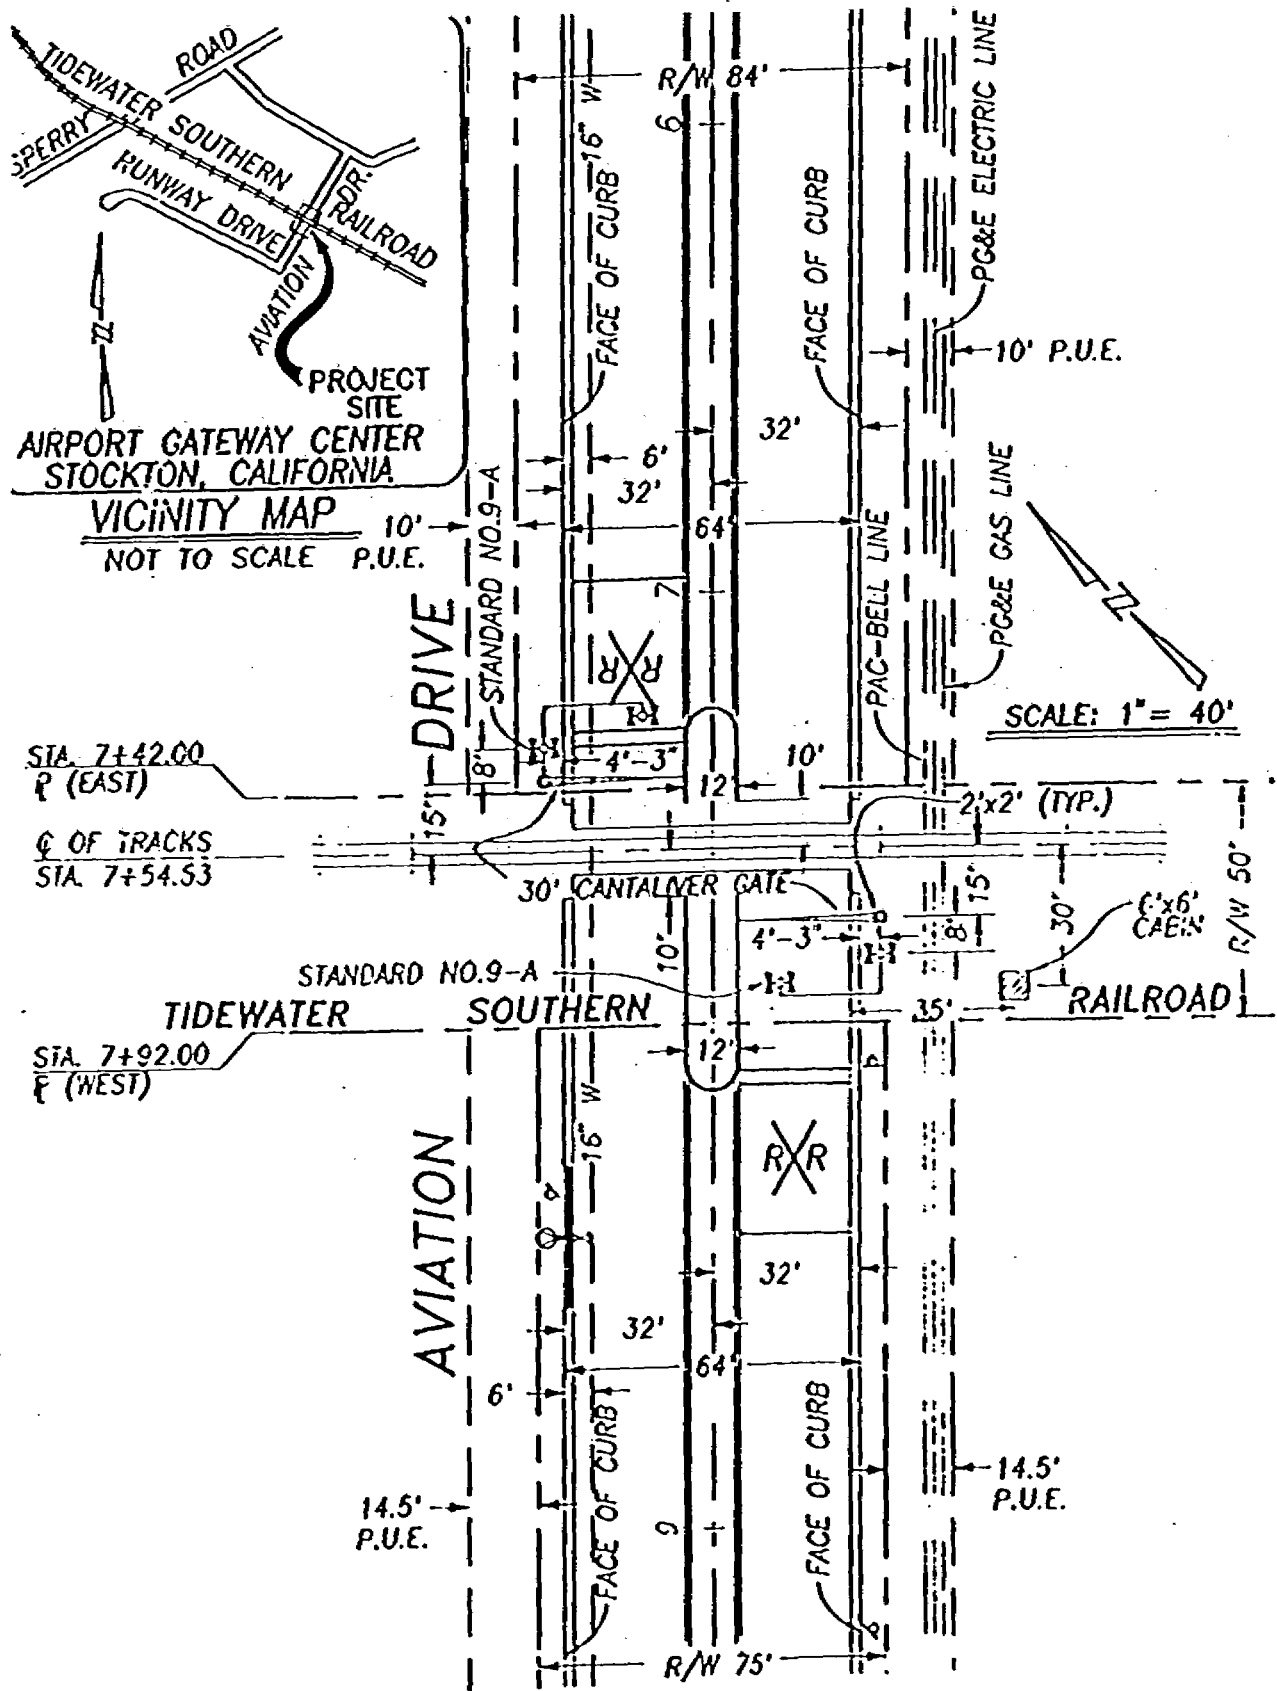 TIDEWATER SOUTHERN RAILROAD
SPERRY ROAD
RUNWAY DRIVE
AVIATION DR.
PROJECT
SITE
AIRPORT GATEWAY CENTER
STOCKTON, CALIFORNIA
VICINITY MAP
NOT TO SCALE
R/W 84'
16" W
6
FACE OF CURB
FACE OF CURB
PG&E ELECTRIC LINE
10' P.U.E.
32'
6'
32'
64'
10'
P.U.E.
STANDARD NO.9-A
7
PAC-BELL LINE
PG&E GAS LINE
SCALE: 1" = 40'
DRIVE
R R
STA. 7+42.00
P (EAST)
8'
4'-3"
12'
10'
2'x2' (TYP.)
15"
℄ OF TRACKS
STA. 7+54.53
30' CANTALIVER GATE
15"
30"
R/W 50"
6'x6'
CABIN
10"
4'-3"
8'
STANDARD NO.9-A
35'
TIDEWATER SOUTHERN RAILROAD
STA. 7+92.00
P (WEST)
12'
16" W
R R
AVIATION
32'
32'
64'
6'
FACE OF CURB
FACE OF CURB
14.5'
P.U.E.
14.5'
P.U.E.
9
R/W 75'